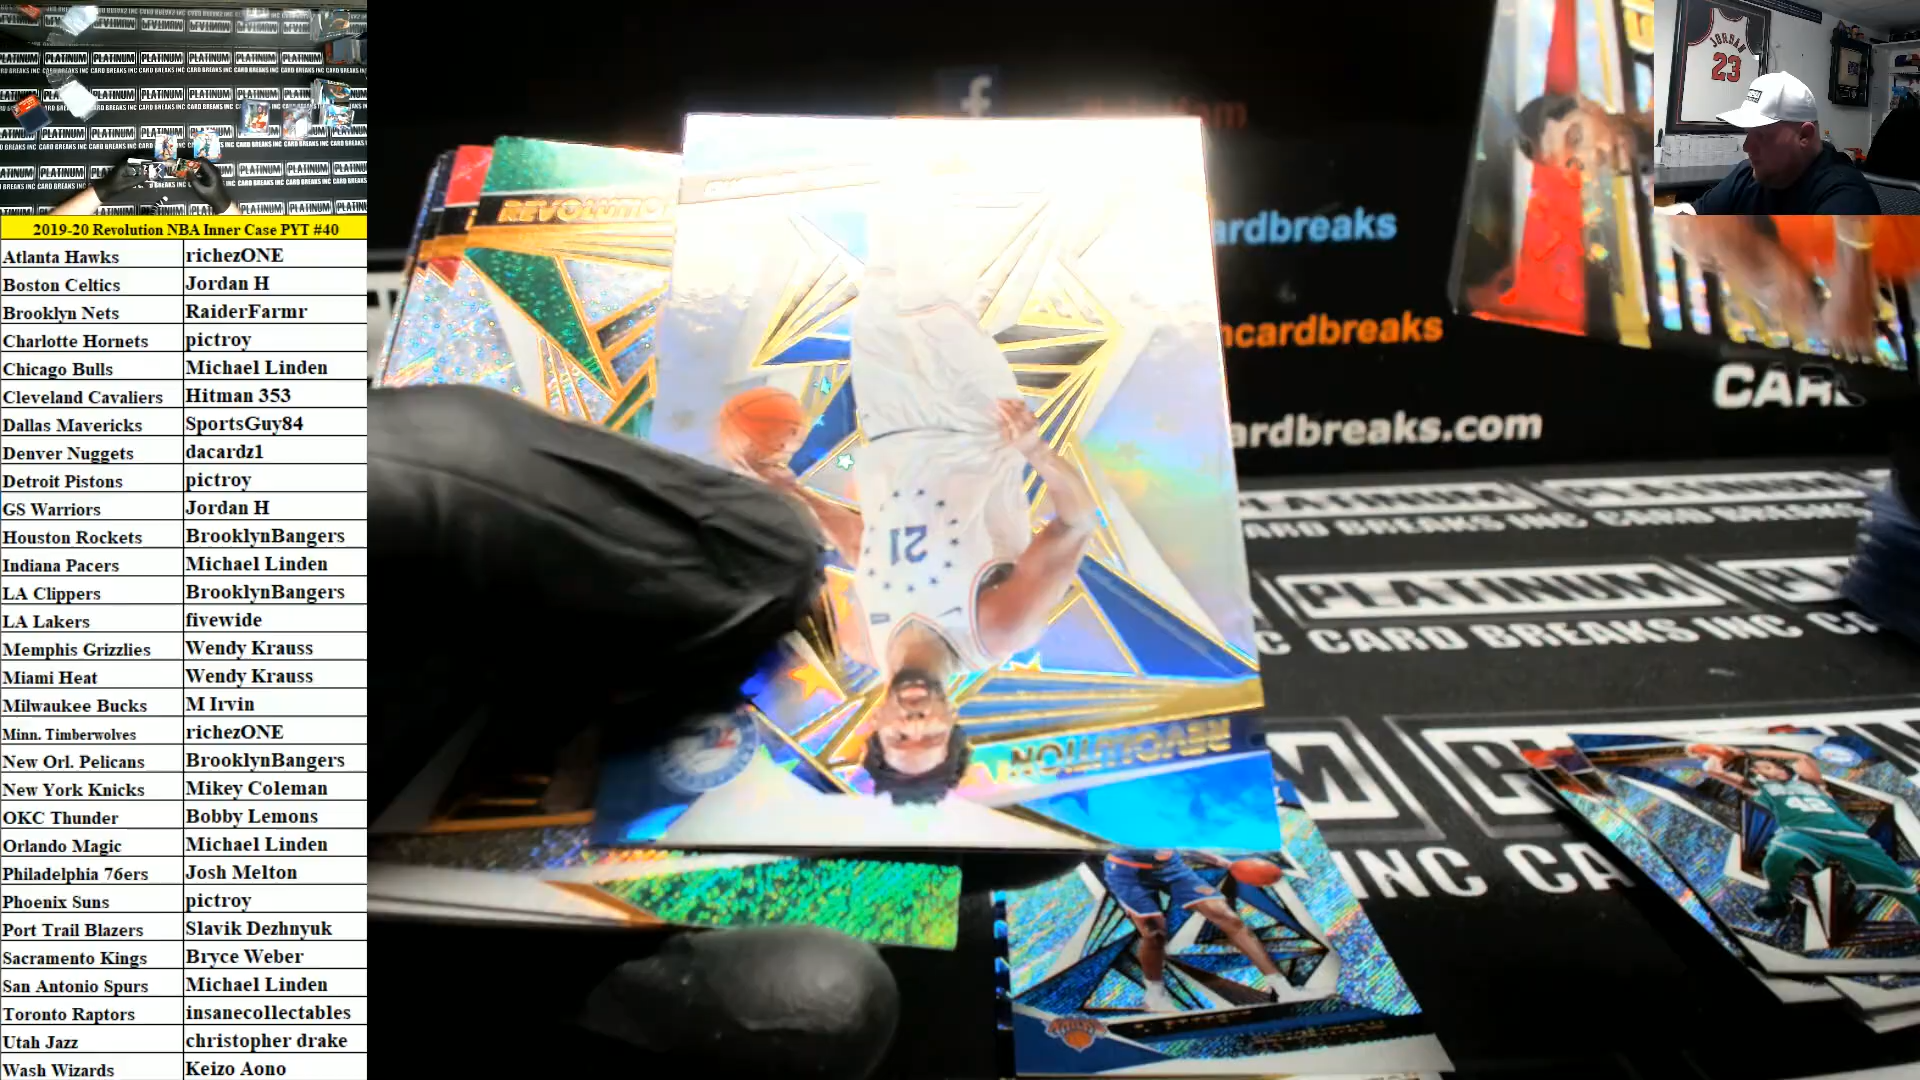 2019-20 Revolution NBA Inner Case PYT #40
Atlanta Hawks richezONE
Boston Celtics Jordan H
Brooklyn Nets RaiderFarmr
Charlotte Hornets pictroy
Chicago Bulls Michael Linden
Cleveland Cavaliers Hitman 353
Dallas Mavericks SportsGuy84
Denver Nuggets dacardz1
Detroit Pistons pictroy
GS Warriors Jordan H
Houston Rockets BrooklynBangers
Indiana Pacers Michael Linden
LA Clippers BrooklynBangers
LA Lakers fivewide
Memphis Grizzlies Wendy Krauss
Miami Heat Wendy Krauss
Milwaukee Bucks M Irvin
Minn. Timberwolves richezONE
New Orl. Pelicans BrooklynBangers
New York Knicks Mikey Coleman
OKC Thunder Bobby Lemons
Orlando Magic Michael Linden
Philadelphia 76ers Josh Melton
Phoenix Suns pictroy
Port Trail Blazers Slavik Dezhnyuk
Sacramento Kings Bryce Weber
San Antonio Spurs Michael Linden
Toronto Raptors insanecollectables
Utah Jazz christopher drake
Wash Wizards Keizo Aono
REVOLUTIO
REVOLUTION
21
ardbreaks
ncardbreaks
ardbreaks.com
JORDAN
23
PLATINUM
CARD BREAKS INC
INC CA
42